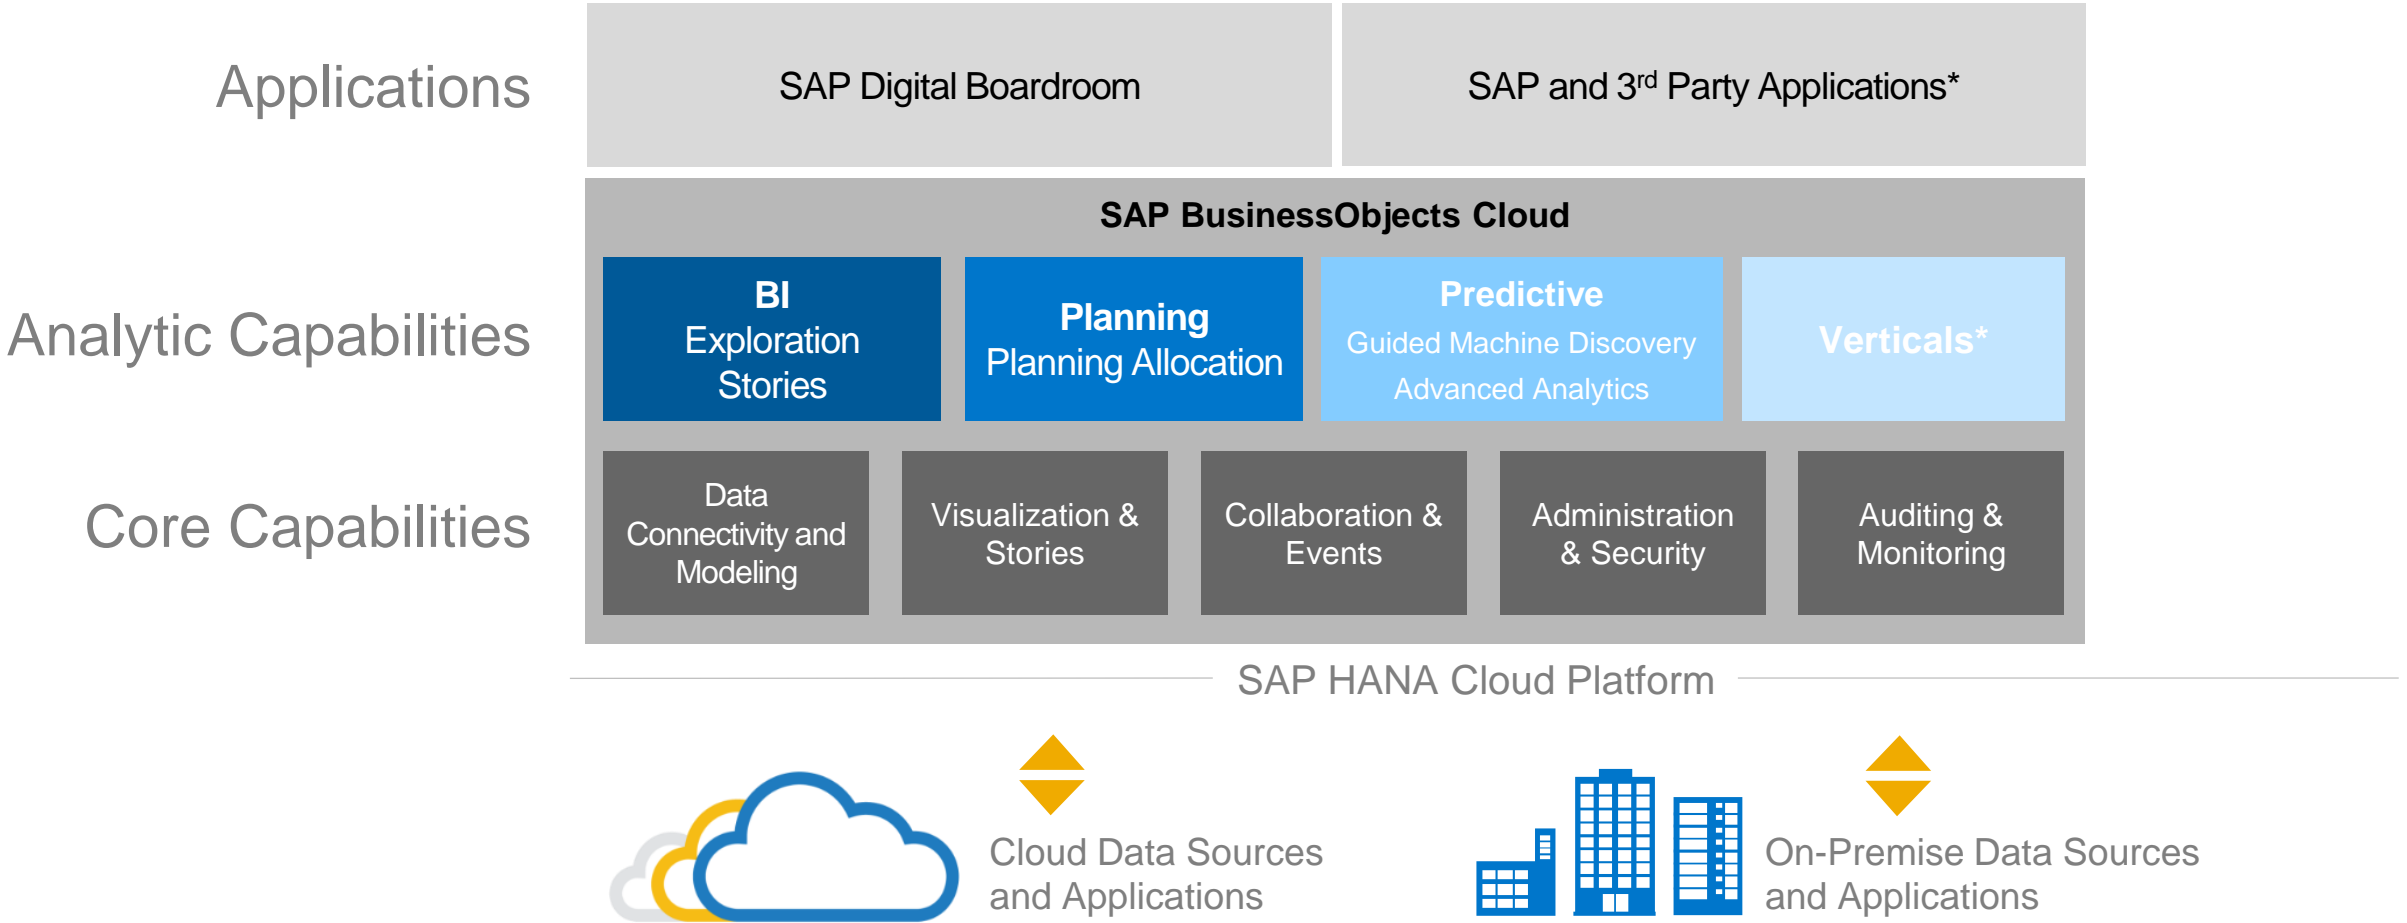 Applications
SAP Digital Boardroom
SAP and 3rd Party Applications*
SAP BusinessObjects Cloud
Analytic Capabilities
BI
Exploration
Stories
Planning
Planning Allocation
Predictive
Guided Machine Discovery
Advanced Analytics
Verticals*
Core Capabilities
Data
Connectivity and
Modeling
Visualization &
Stories
Collaboration &
Events
Administration
& Security
Auditing &
Monitoring
SAP HANA Cloud Platform
Cloud Data Sources
and Applications
On-Premise Data Sources
and Applications